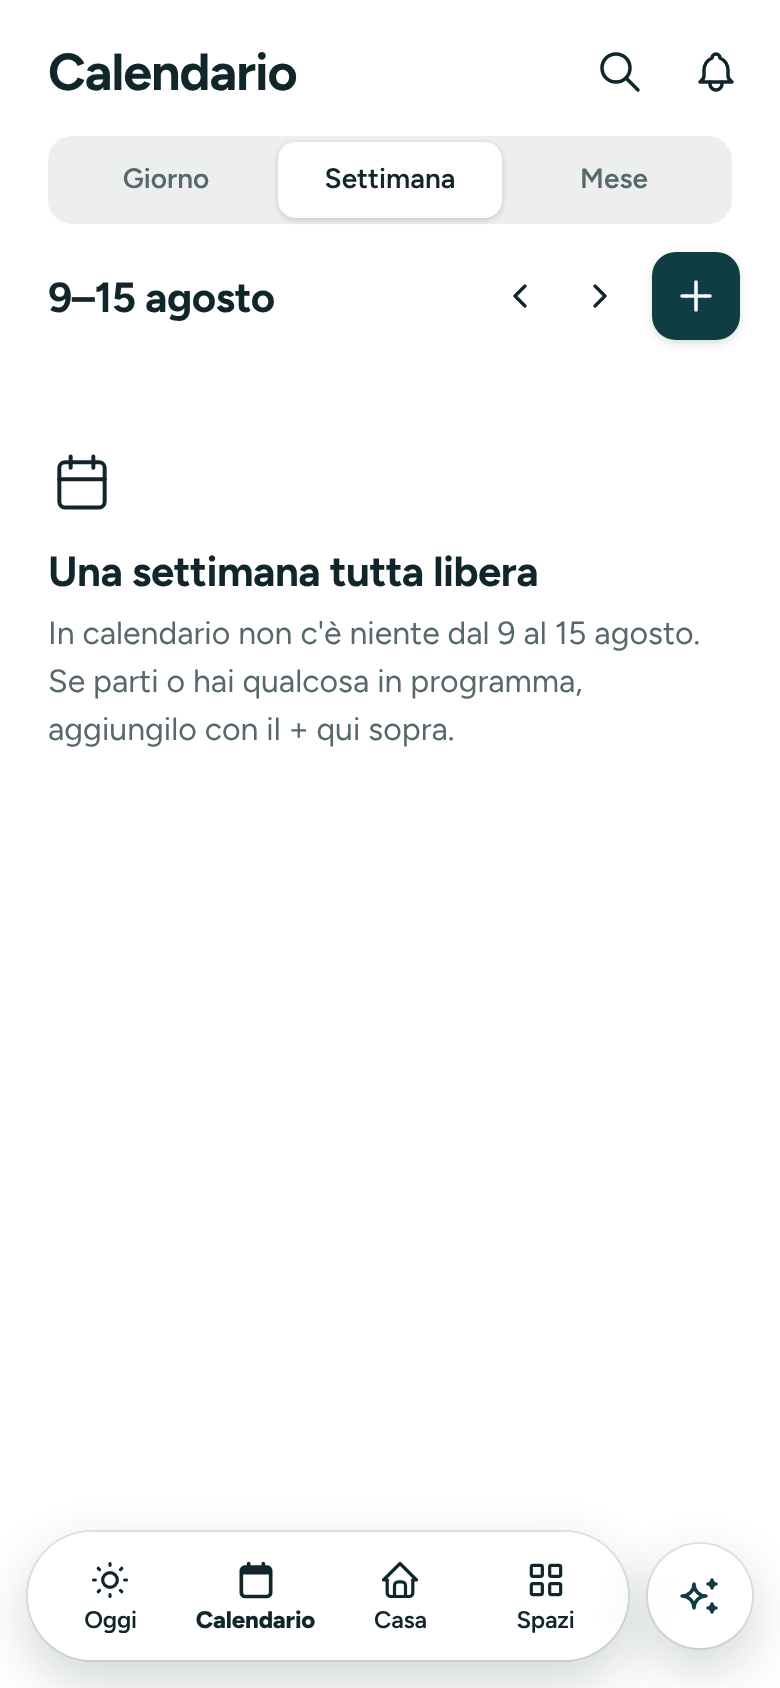 Calendario
Giorno
Settimana
Mese
9–15 agosto
Una settimana tutta libera
In calendario non c'è niente dal 9 al 15 agosto.
Se parti o hai qualcosa in programma,
aggiungilo con il + qui sopra.
Oggi
Calendario
Casa
Spazi